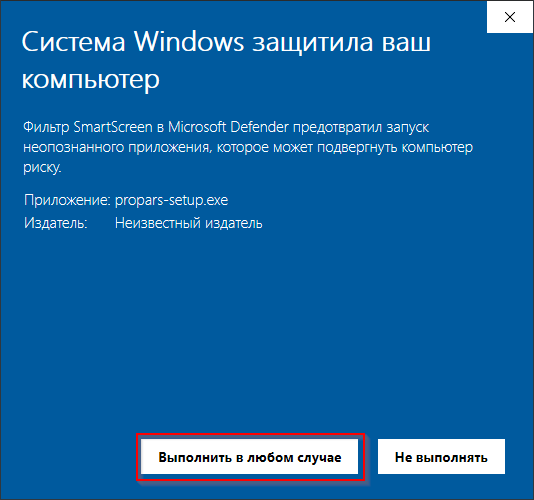 Система Windows защитила ваш
компьютер
Фильтр SmartScreen в Microsoft Defender предотвратил запуск
неопознанного приложения, которое может подвергнуть компьютер
риску.
Приложение: propars-setup.exe
Издатель: Неизвестный издатель
Выполнить в любом случае Не выполнять